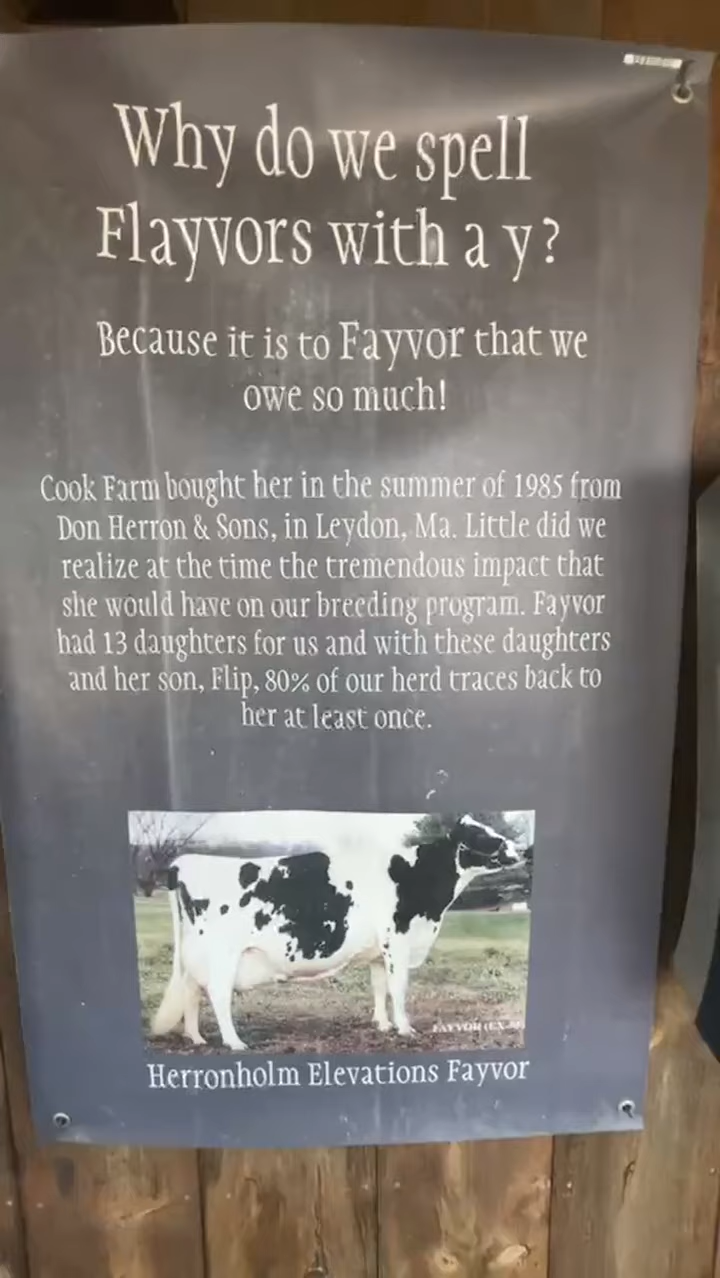 Why do we spell
Flayvors with a y?
Because it is to Fayvor that we
owe so much!
Cook Farm bought her in the summer of 1985 from
Don Herron & Sons, in Leydon, Ma. Little did we
realize at the time the tremendous impact that
she would have on our breeding program. Fayvor
had 13 daughters for us and with these daughters
and her son, Flip, 80% of our herd traces back to
her at least once.
FAYVOR
Herronholm Elevations Fayvor